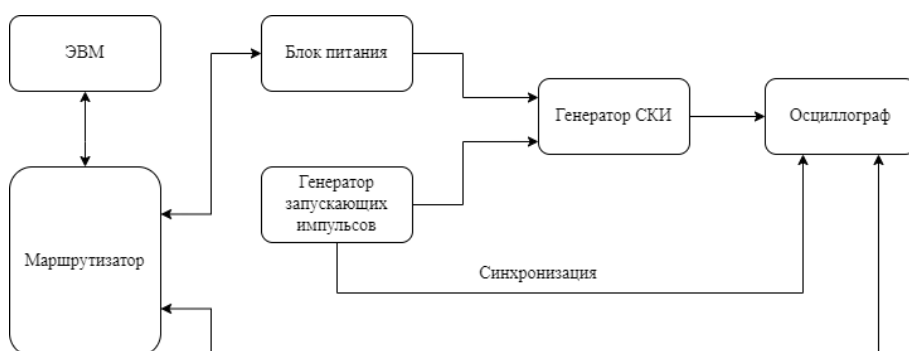 ЭВМ
Блок питания
Генератор СКИ
Осциллограф
Генератор
запускающих
импульсов
Маршрутизатор
Синхронизация